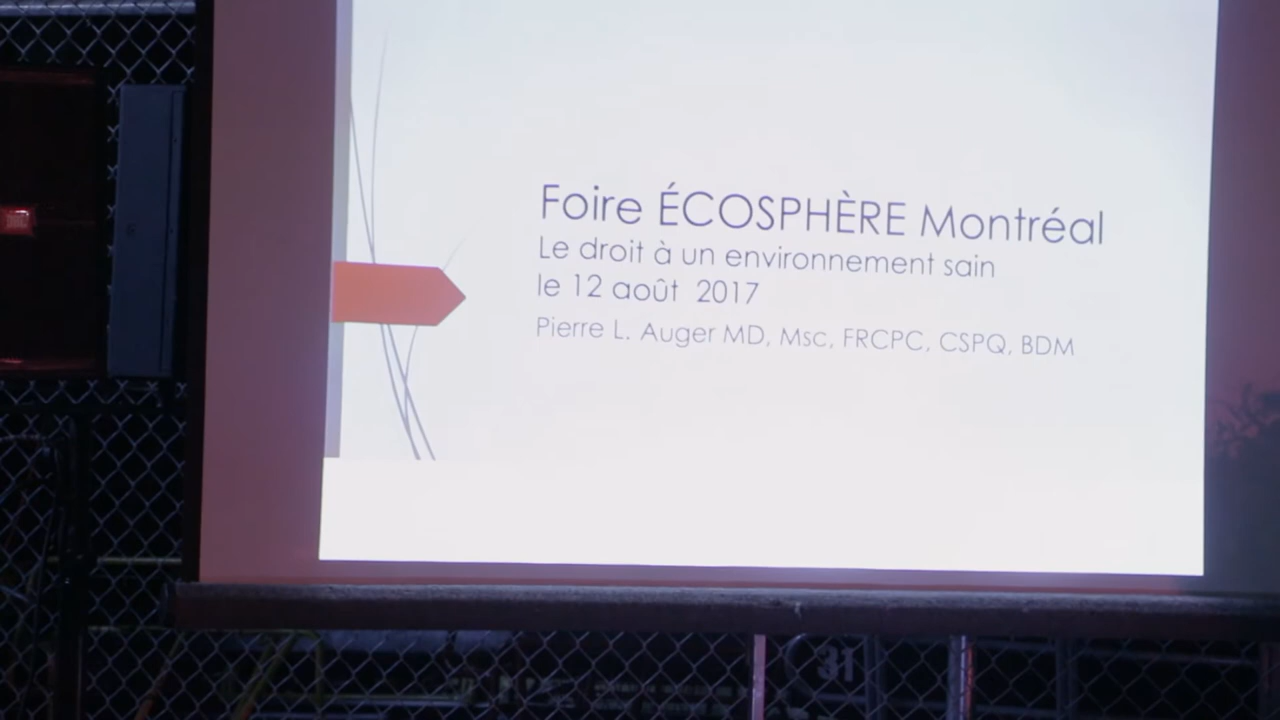 Foire ÉCOSPHÈRE Montréal
Le droit à un environnement sain
le 12 août 2017
Pierre L. Auger MD, Msc, FRCPC, CSPQ, BDM
31